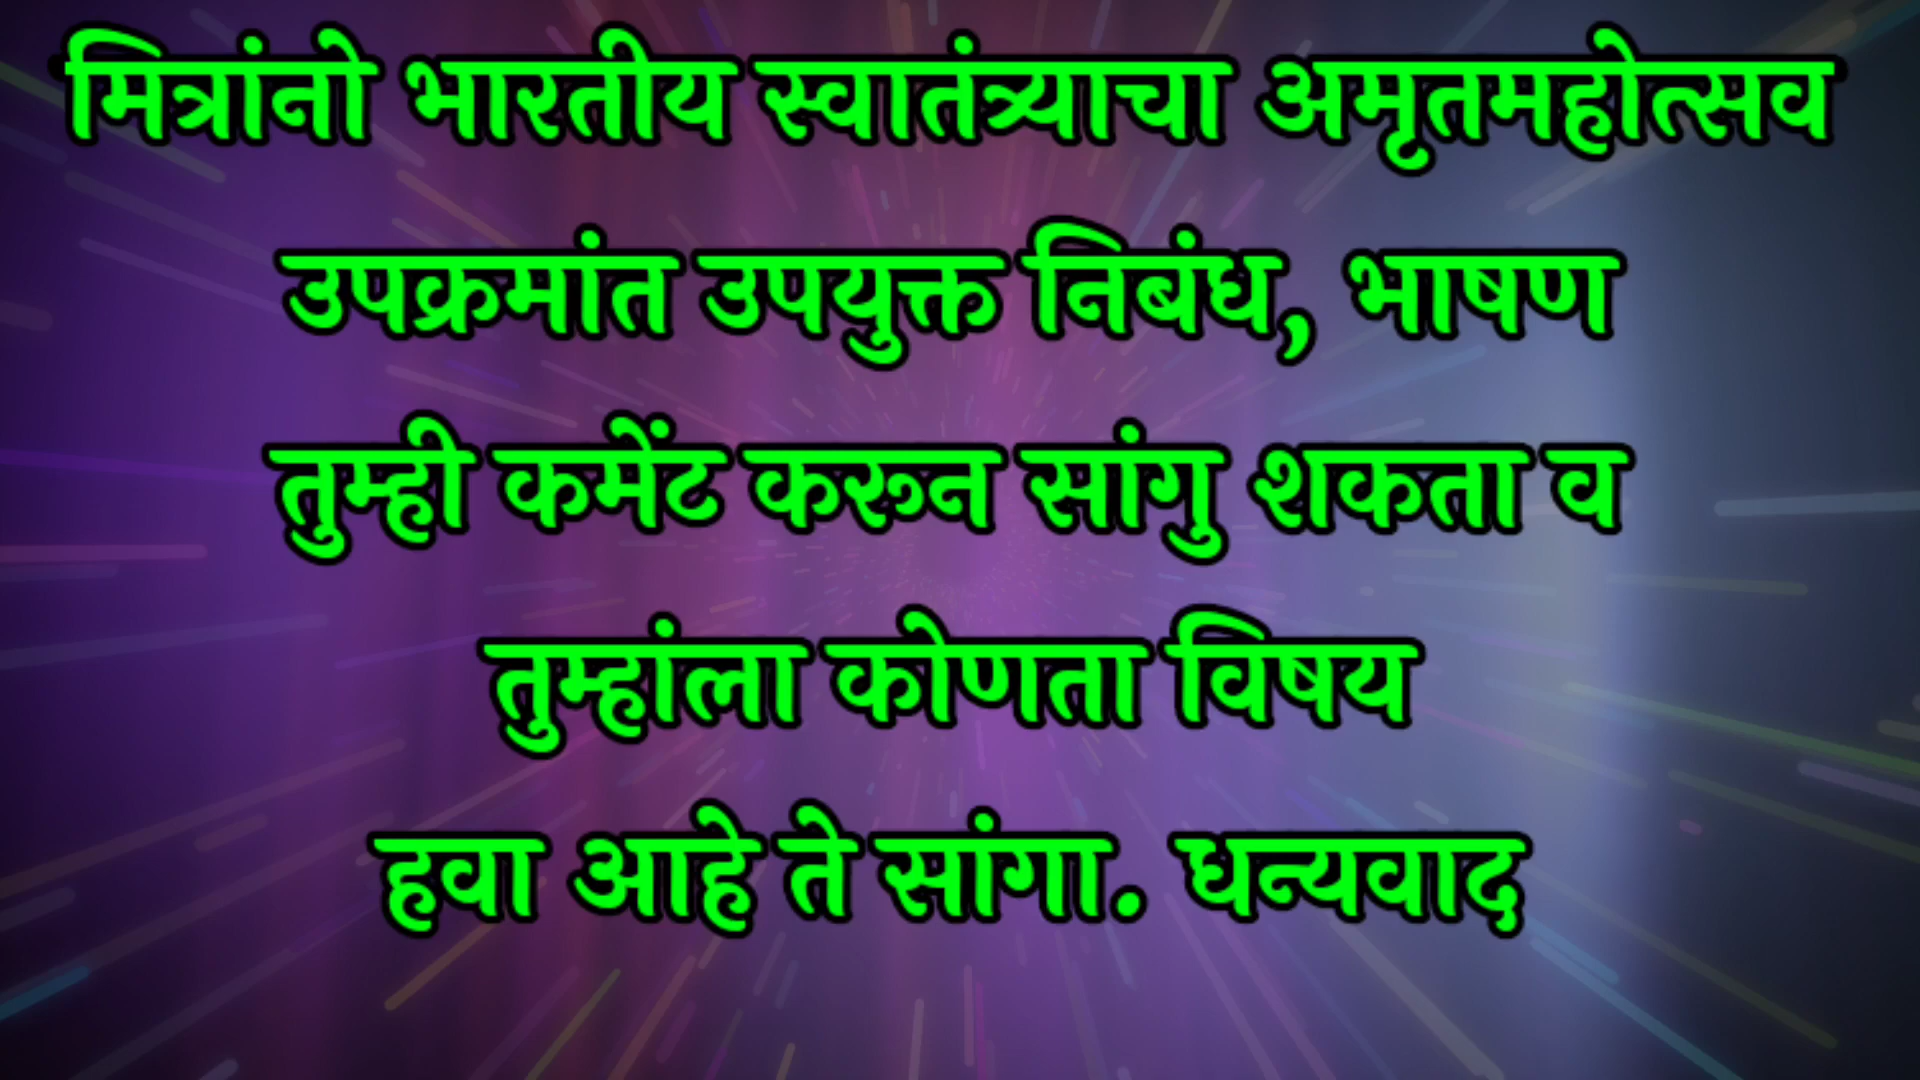 मित्रांनो भारतीय स्वातंत्र्याचा अमृतमहोत्सव
उपक्रमांत उपयुक्त निबंध, भाषण
तुम्ही कमेंट करून सांगु शकता व
तुम्हांला कोणता विषय
हवा आहे ते सांगा. धन्यवाद